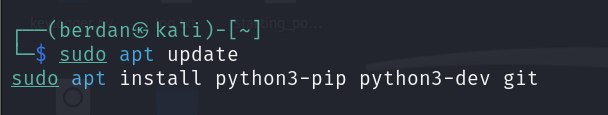 ┌──(berdan㉿kali)-[~]
└─$ sudo apt update
sudo apt install python3-pip python3-dev git